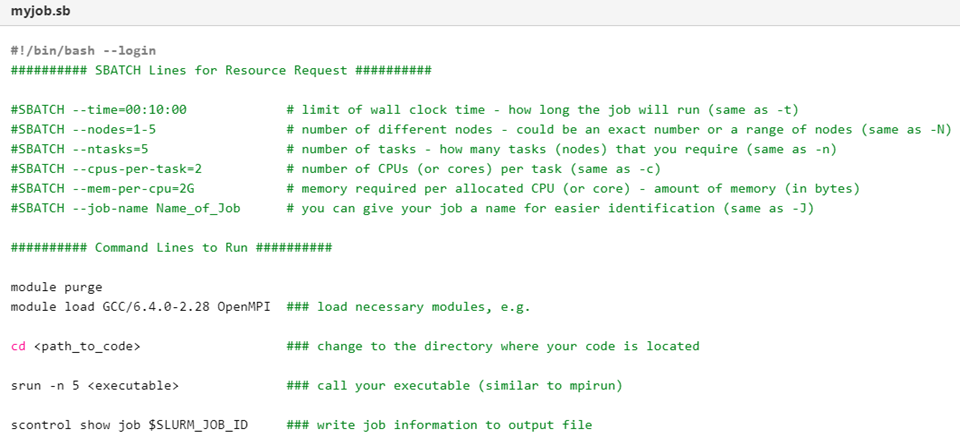 myjob.sb
#!/bin/bash --login
########## SBATCH Lines for Resource Request ##########
#SBATCH --time=00:10:00 # limit of wall clock time - how long the job will run (same as -t)
#SBATCH --nodes=1-5 # number of different nodes - could be an exact number or a range of nodes (same as -N)
#SBATCH --ntasks=5 # number of tasks - how many tasks (nodes) that you require (same as -n)
#SBATCH --cpus-per-task=2 # number of CPUs (or cores) per task (same as -c)
#SBATCH --mem-per-cpu=2G # memory required per allocated CPU (or core) - amount of memory (in bytes)
#SBATCH --job-name Name_of_Job # you can give your job a name for easier identification (same as -J)
########## Command Lines to Run ##########
module purge
module load GCC/6.4.0-2.28 OpenMPI ### load necessary modules, e.g.
cd <path_to_code> ### change to the directory where your code is located
srun -n 5 <executable> ### call your executable (similar to mpirun)
scontrol show job $SLURM_JOB_ID ### write job information to output file